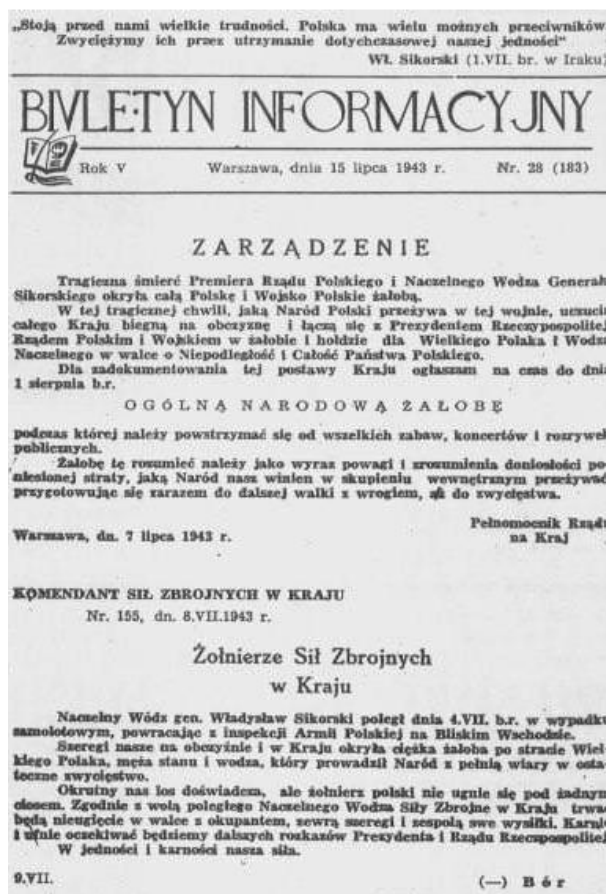 „Stoją przed nami wielkie trudności. Polska ma wielu możnych przeciwników
Zwyciężymy ich przez utrzymanie dotychczasowej naszej jedności"
Wł. Sikorski (1.VII. br. w Iraku)
BIVLETYN INFORMACYJNY
Rok V Warszawa, dnia 15 lipca 1943 r. Nr. 28 (183)
ZARZĄDZENIE
Tragiczna śmierć Premiera Rządu Polskiego i Naczelnego Wodza Generała
Sikorskiego okryła całą Polskę i Wojsko Polskie żałobą.
W tej tragicznej chwili, jaką Naród Polski przeżywa w tej wojnie, uczucia
całego Kraju biegną na obczyznę i łączą się z Prezydentem Rzeczypospolitej
Rządem Polskim i Wojskiem w żałobie i hołdzie dla Wielkiego Polaka i Wodza
Naczelnego w walce o Niepodległość i Całość Państwa Polskiego.
Dla zadokumentowania tej postawy Kraju ogłaszam na czas do dnia
1 sierpnia b.r.
OGÓLNĄ NARODOWĄ ŻAŁOBĘ
podczas której należy powstrzymać się od wszelkich zabaw, koncertów i rozrywek
publicznych.
Żałobę tę rozumieć należy jako wyraz powagi i zrozumienia doniosłości po-
niesionej straty, jaką Naród nasz winien w skupieniu wewnętrznym przeżywać
przygotowując się zarazem do dalszej walki z wrogiem, aż do zwycięstwa.
Pełnomocnik Rządu
Warszawa, dn. 7 lipca 1943 r. na Kraj
KOMENDANT SIŁ ZBROJNYCH W KRAJU
Nr. 155, dn. 8.VII.1943 r.
Żołnierze Sił Zbrojnych
w Kraju
Naczelny Wódz gen. Władysław Sikorski poległ dnia 4.VII. b.r. w wypadku
samolotowym, powracając z inspekcji Armii Polskiej na Bliskim Wschodzie.
Szeregi nasze na obczyźnie i w Kraju okryła ciężka żałoba po stracie Wiel-
kiego Polaka, męża stanu i wodza, który prowadził Naród z pełnią wiary w osta-
teczne zwycięstwo.
Okrutny nas los doświadcza, ale żołnierz polski nie ugnie się pod żadnym
ciosem. Zgodnie z wolą poległego Naczelnego Wodza Siły Zbrojne w Kraju trwać
będą nieugięcie w walce z okupantem, zewrą szeregi i zespolą swe wysiłki. Karnie
i ufnie oczekiwać będziemy dalszych rozkazów Prezydenta i Rządu Rzeczpospolitej
W jedności i karności nasza siła.
9.VII. (—) Bór